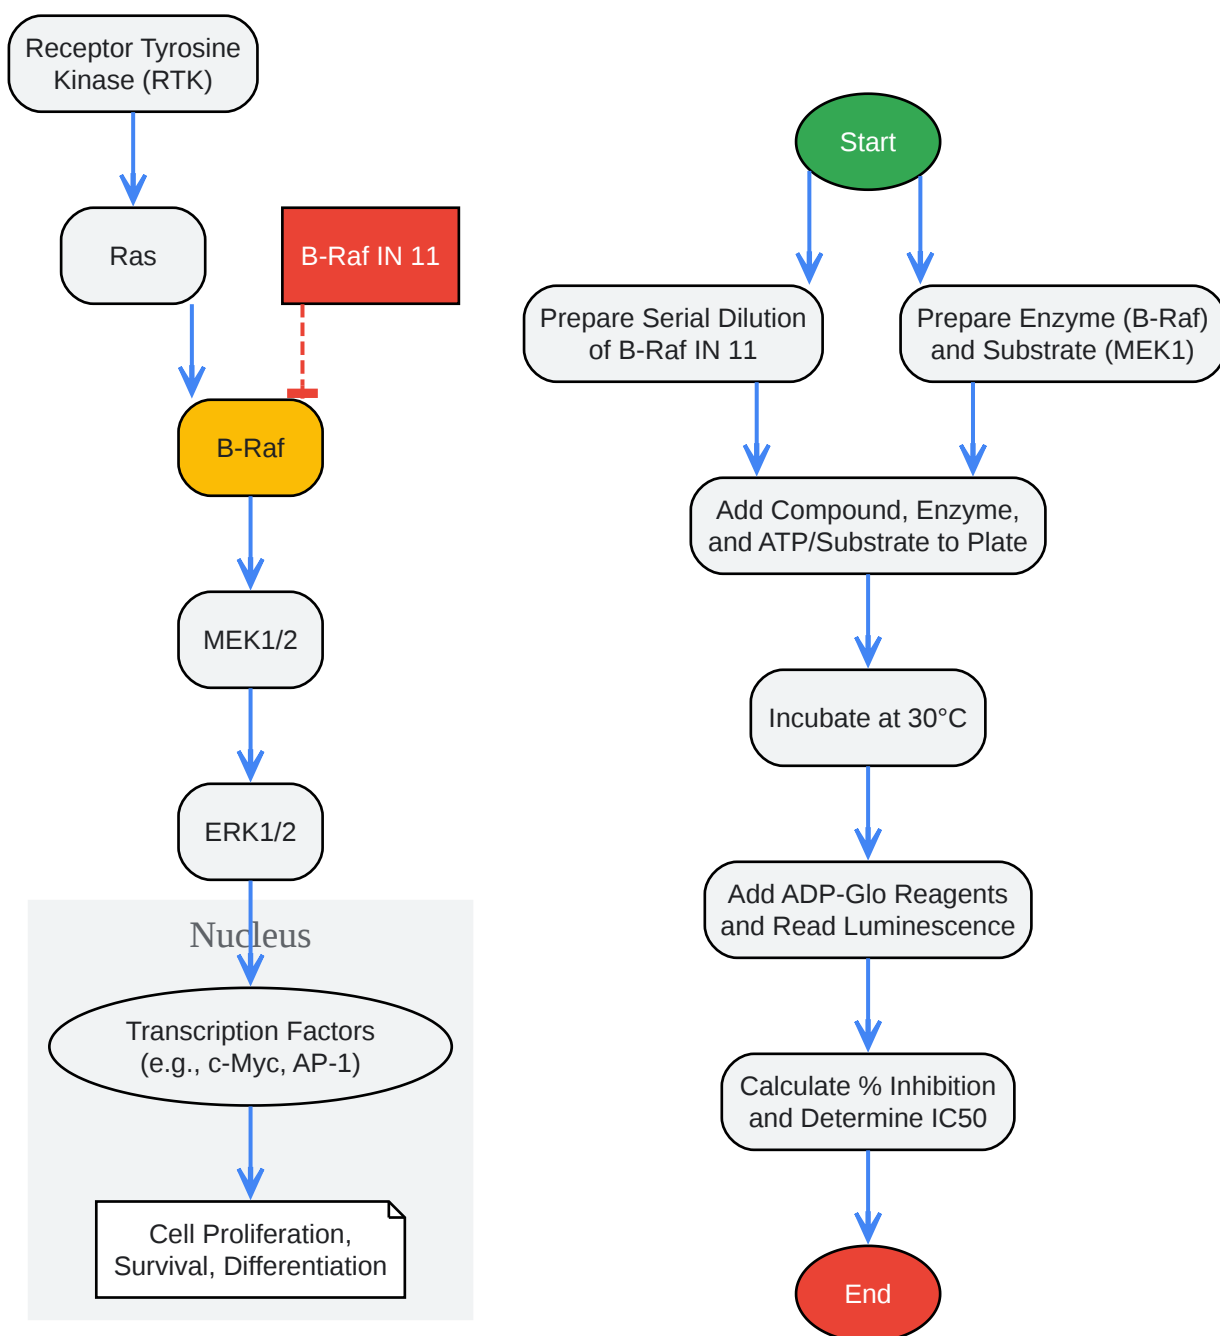 Receptor Tyrosine
Kinase (RTK)
Ras
B-Raf IN 11
B-Raf
MEK1/2
ERK1/2
Nucleus
Transcription Factors
(e.g., c-Myc, AP-1)
Cell Proliferation,
Survival, Differentiation
Start
Prepare Serial Dilution
of B-Raf IN 11
Prepare Enzyme (B-Raf)
and Substrate (MEK1)
Add Compound, Enzyme,
and ATP/Substrate to Plate
Incubate at 30°C
Add ADP-Glo Reagents
and Read Luminescence
Calculate % Inhibition
and Determine IC50
End